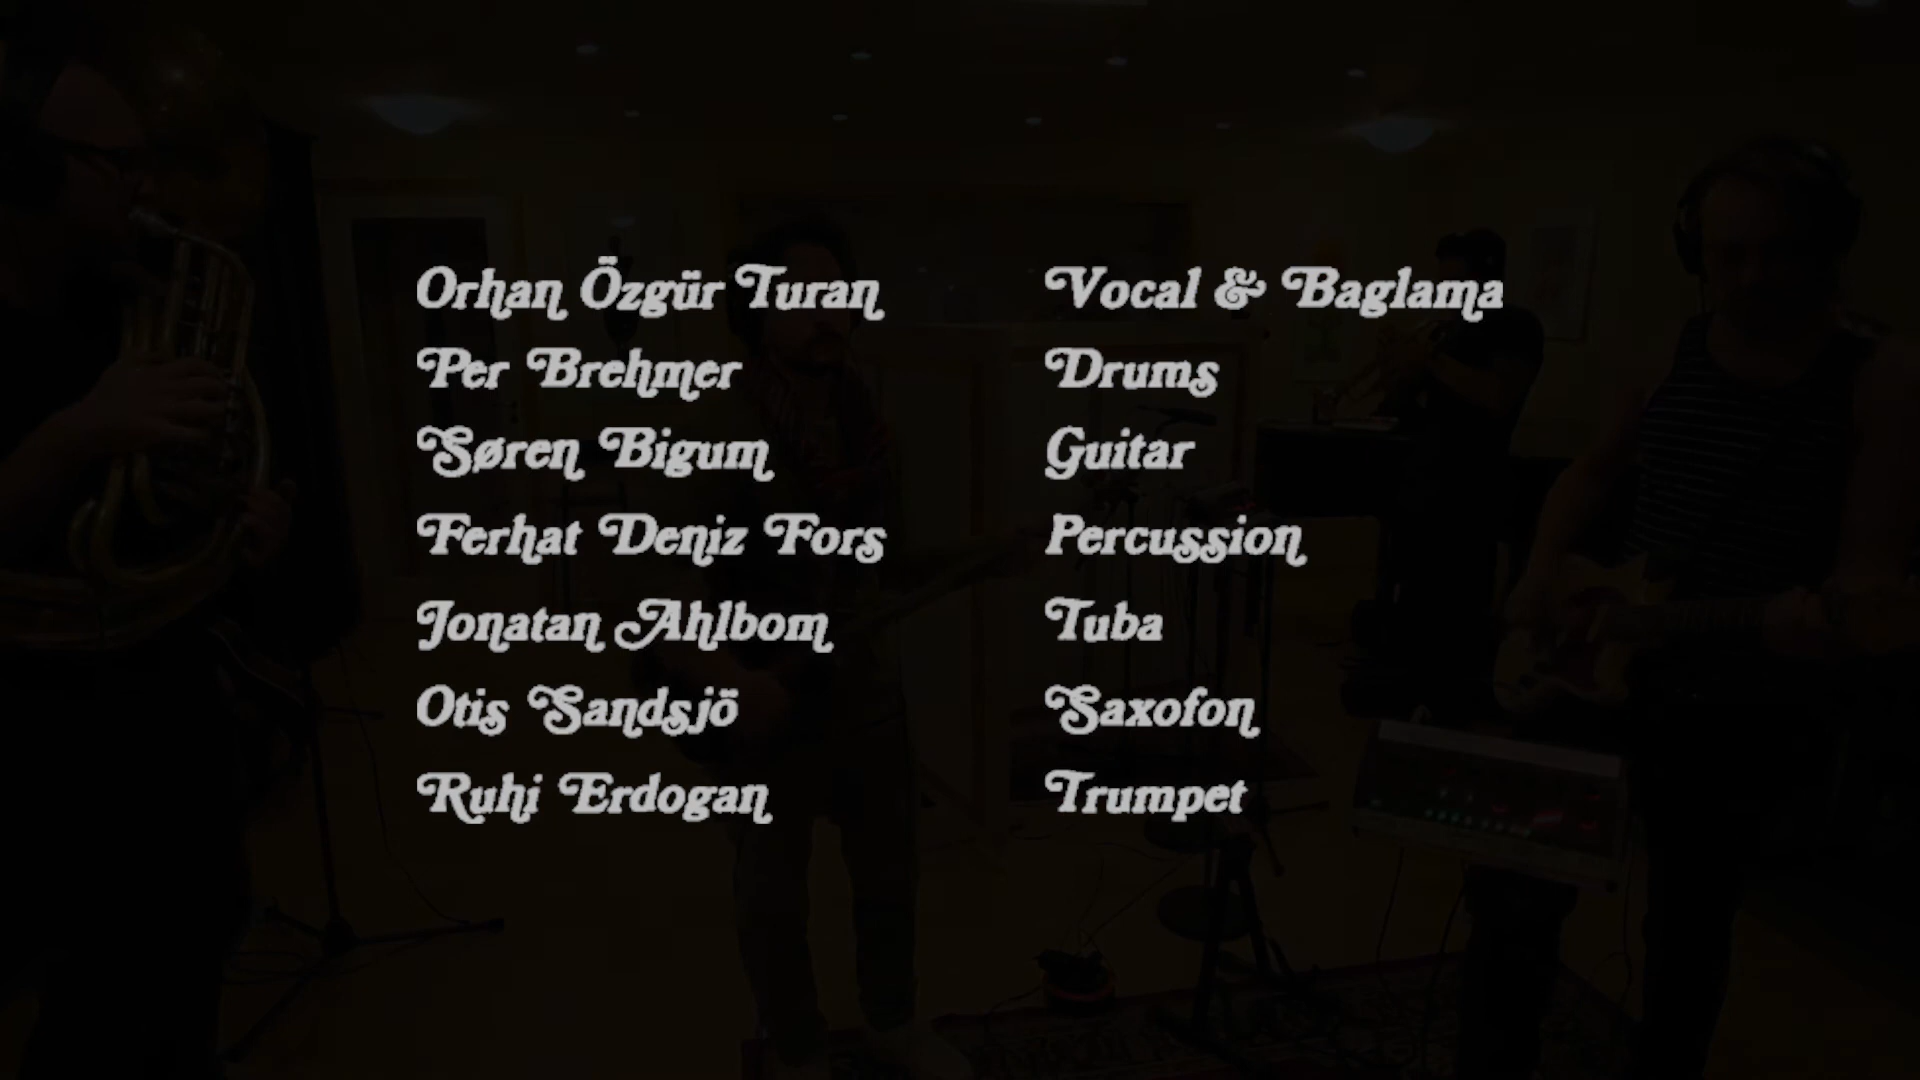 Orhan Özgür Turan Vocal & Baglama
Per Brehmer Drums
Søren Bigum Guitar
Ferhat Deniz Fors Percussion
Jonatan Ahlbom Tuba
Otis Sandsjö Saxofon
Ruhi Erdogan Trumpet